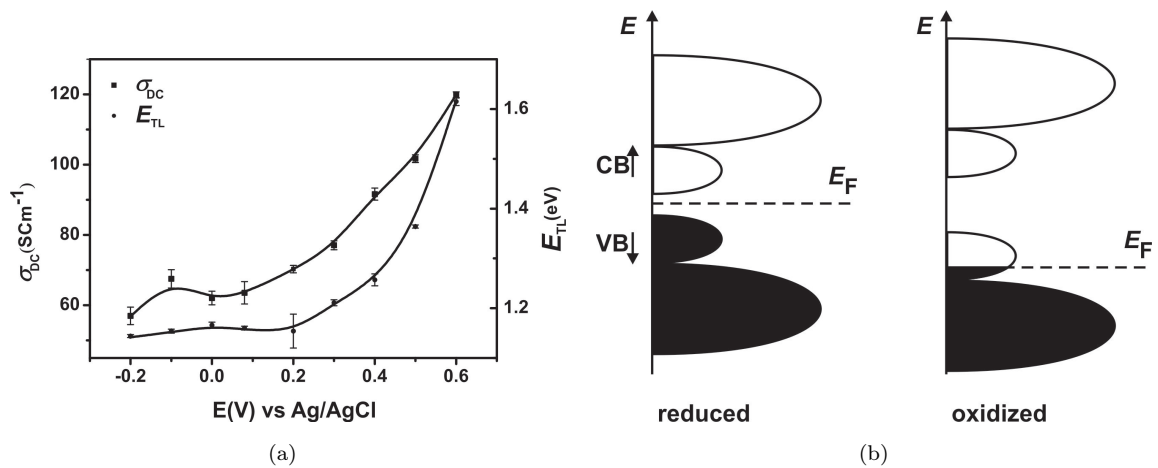 σDC
ETL
120
100
80
60
σDC(SCm-1)
1.6
1.4
1.2
ETL(eV)
-0.2 0.0 0.2 0.4 0.6
E(V) vs Ag/AgCl
(a)
E
CB
VB
EF
reduced
E
EF
oxidized
(b)